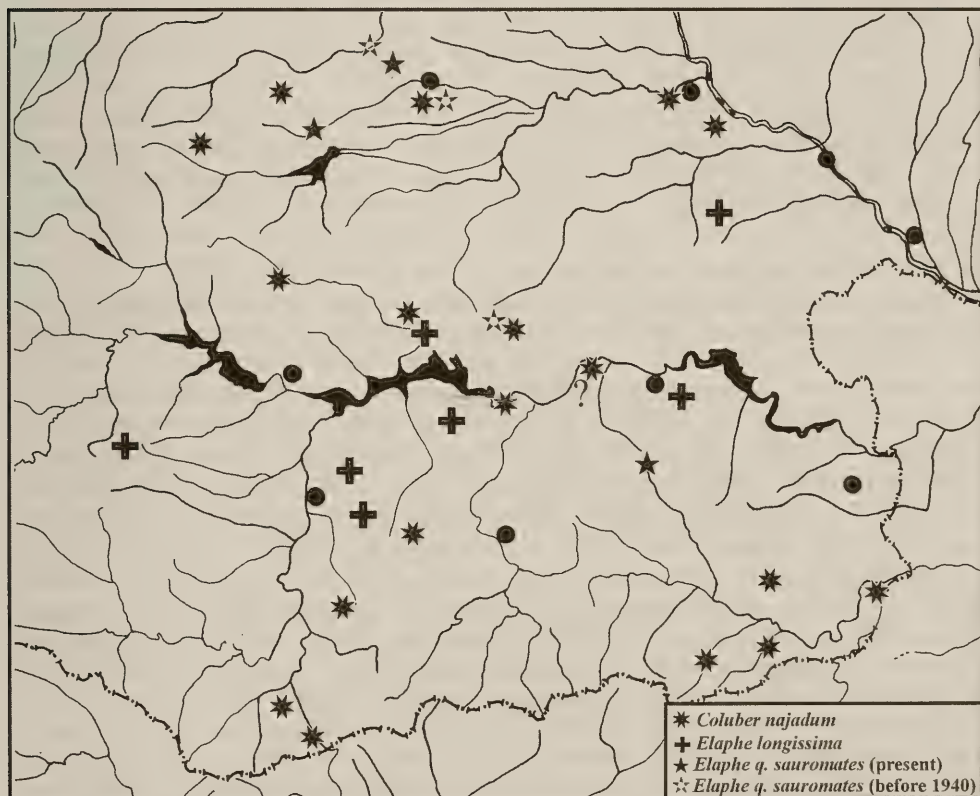 ?
Coluber najadum
Elaphe longissima
Elaphe q. sauromates (present)
Elaphe q. sauromates (before 1940)